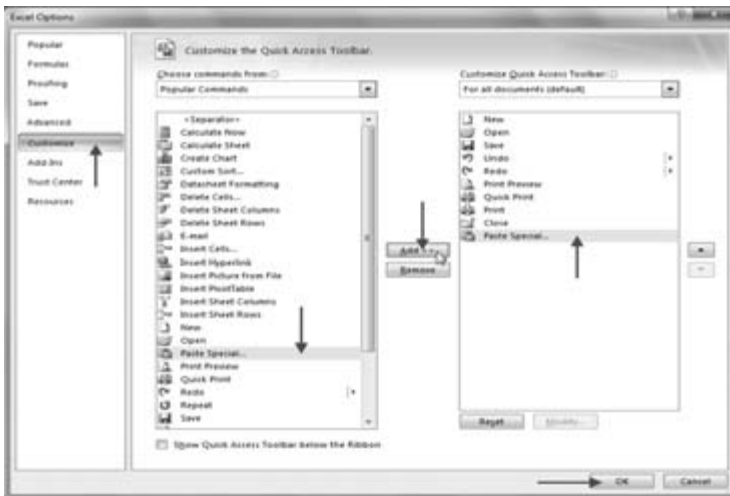 Excel Options
Popular
Formulas
Proofing
Save
Advanced
Customize
Add-Ins
Trust Center
Resources
Customize the Quick Access Toolbar.
Choose commands from:
Popular Commands
<Separator>
Calculate Now
Calculate Sheet
Create Chart
Custom Sort...
Datasheet Formatting
Delete Cells...
Delete Sheet Columns
Delete Sheet Rows
E-mail
Insert Cells...
Insert Hyperlink
Insert Picture from File
Insert PivotTable
Insert Sheet Columns
Insert Sheet Rows
New
Open
Paste Special...
Print Preview
Quick Print
Redo
Repeat
Save
Show Quick Access Toolbar below the Ribbon
Add >>
Remove
Customize Quick Access Toolbar:
For all documents (default)
New
Open
Save
Undo
Redo
Print Preview
Quick Print
Print
Close
Paste Special...
Reset
Modify...
OK
Cancel